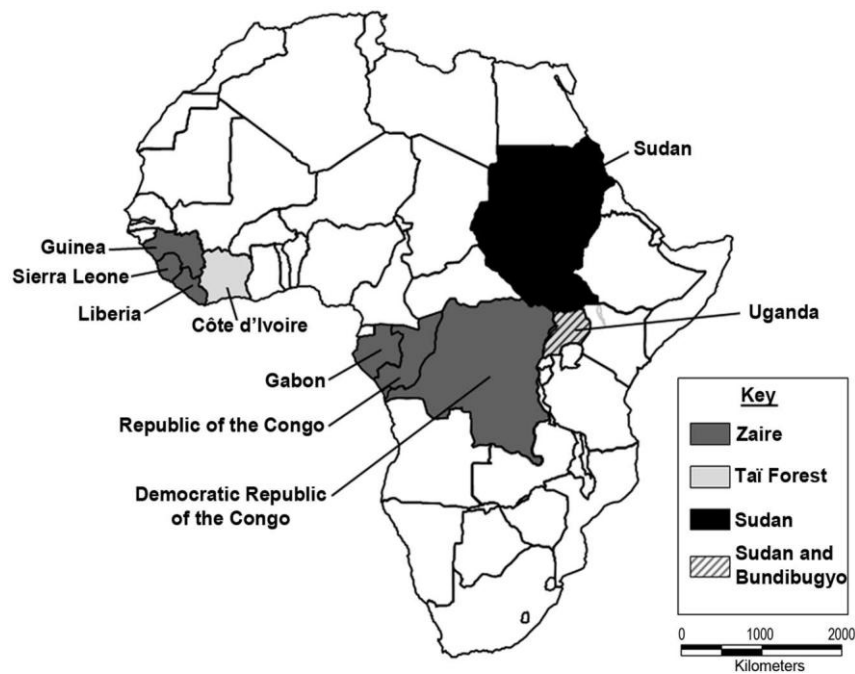 Sudan
Guinea
Sierra Leone
Liberia
Côte d'Ivoire
Uganda
Gabon
Republic of the Congo
Democratic Republic
of the Congo
Key
Zaire
Taï Forest
Sudan
Sudan and
Bundibugyo
0 1000 2000
Kilometers